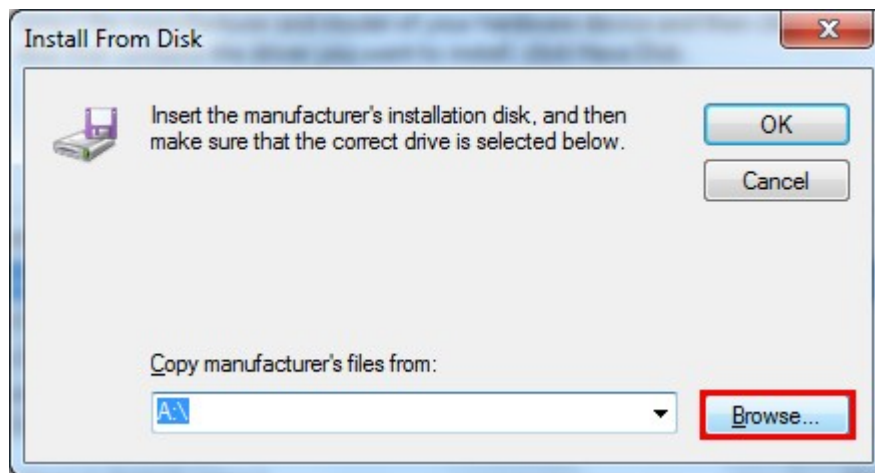 Install From Disk
Insert the manufacturer's installation disk, and then
make sure that the correct drive is selected below.
OK
Cancel
Copy manufacturer's files from:
A:\
Browse...